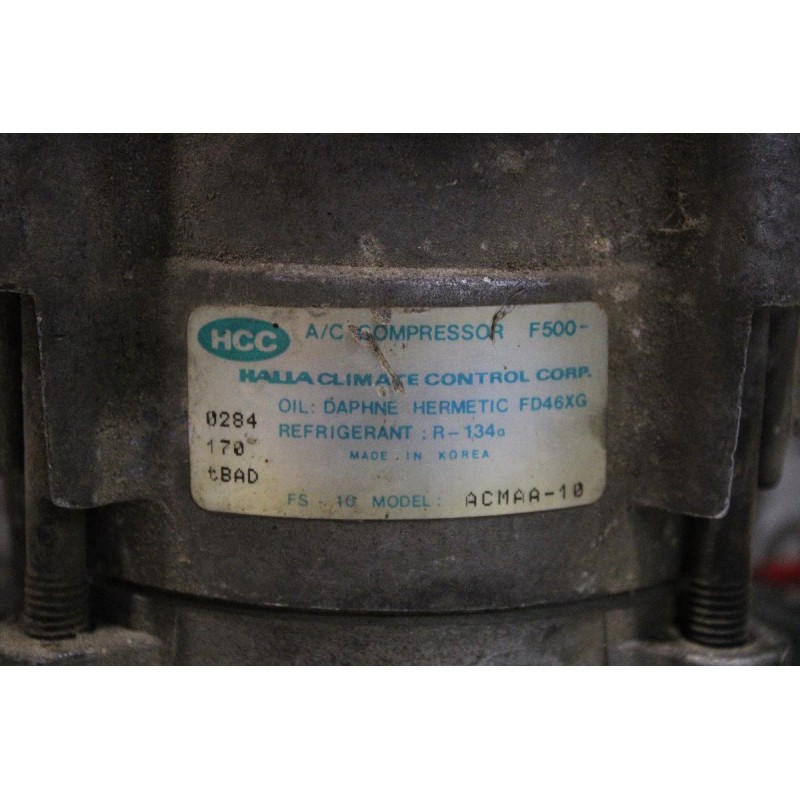 HCC A/C COMPRESSOR F500-
HALLA CLIMATE CONTROL CORP.
OIL: DAPHNE HERMETIC FD46XG
0284
REFRIGERANT : R-134a
170
MADE IN KOREA
tBAD
FS-10 MODEL: ACMAA-10